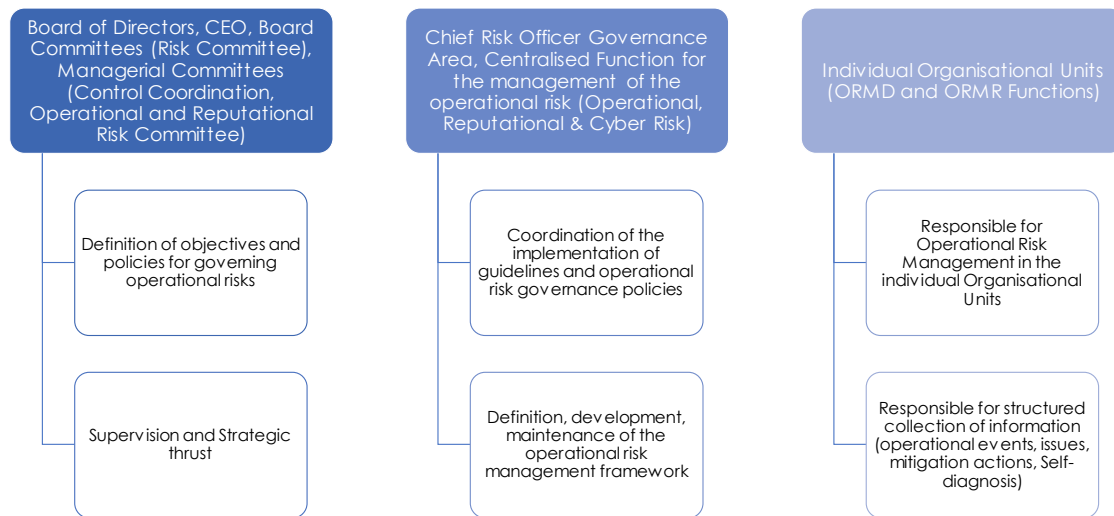 Board of Directors, CEO, Board
Committees (Risk Committee),
Managerial Committees
(Control Coordination,
Operational and Reputational
Risk Committee)
Definition of objectives and
policies for governing
operational risks
Supervision and Strategic
thrust
Chief Risk Officer Governance
Area, Centralised Function for
the management of the
operational risk (Operational,
Reputational & Cyber Risk)
Coordination of the
implementation of
guidelines and operational
risk governance policies
Definition, development,
maintenance of the
operational risk
management framework
Individual Organisational Units
(ORMD and ORMR Functions)
Responsible for
Operational Risk
Management in the
individual Organisational
Units
Responsible for structured
collection of information
(operational events, issues,
mitigation actions, Self-
diagnosis)